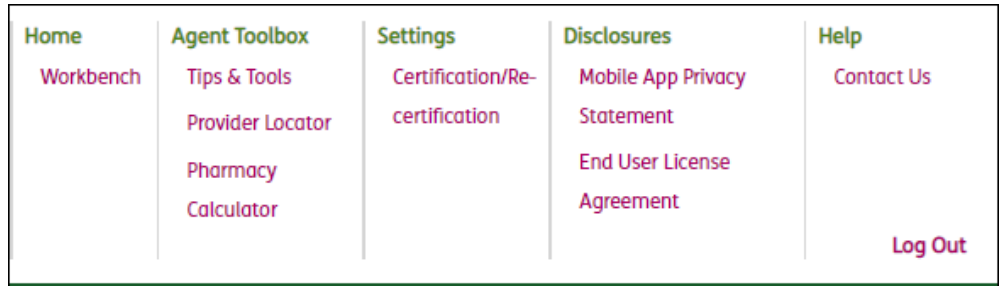 Home
Workbench
Agent Toolbox
Tips & Tools
Provider Locator
Pharmacy
Calculator
Settings
Certification/Re-
certification
Disclosures
Mobile App Privacy
Statement
End User License
Agreement
Help
Contact Us
Log Out